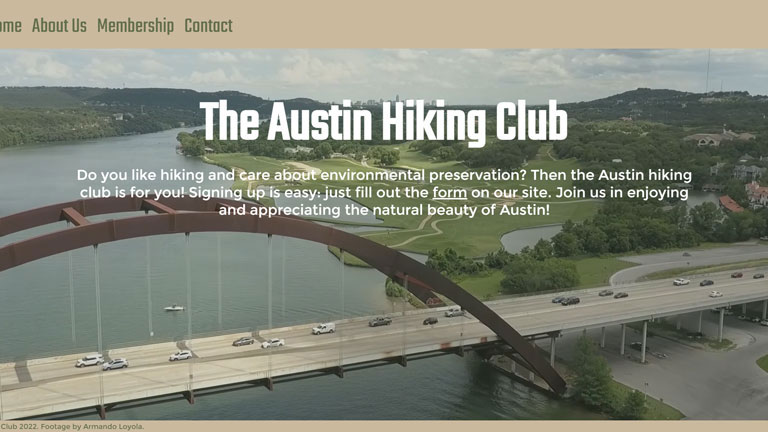 ome About Us Membership Contact
The Austin Hiking Club
Do you like hiking and care about environmental preservation? Then the Austin hiking
club is for you! Signing up is easy: just fill out the form on our site. Join us in enjoying
and appreciating the natural beauty of Austin!
Club 2022. Footage by Armando Loyola.